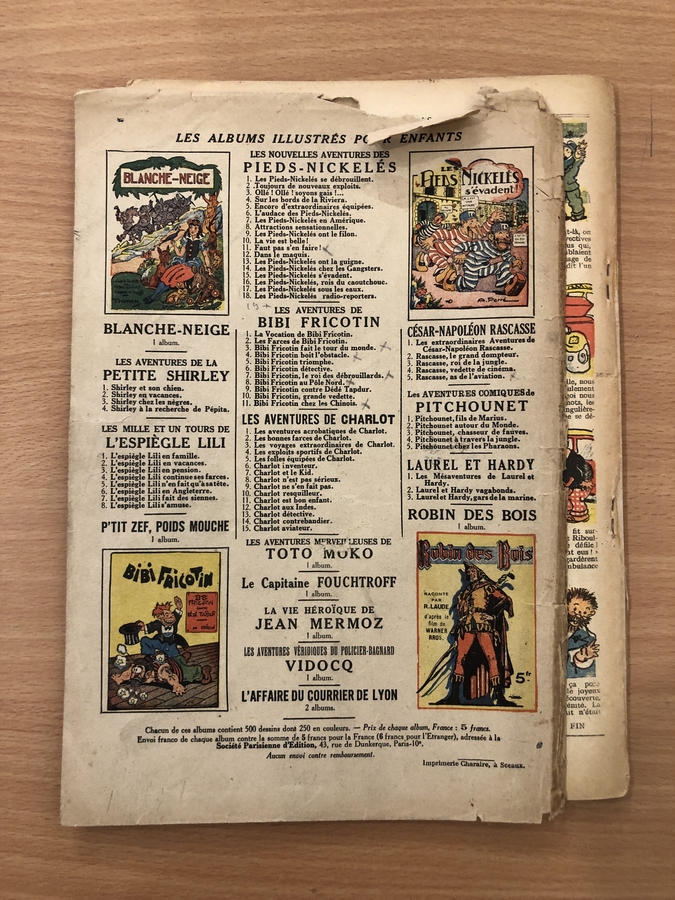 LES ALBUMS ILLUSTRÉS POUR ENFANTS
BLANCHE-NEIGE
BLANCHE-NEIGE
1 album.
LES AVENTURES DE LA
PETITE SHIRLEY
1. Shirley et son chien.
2. Shirley en vacances.
3. Shirley chez les nègres.
4. Shirley à la recherche de Pépita.
LES MILLE ET UN TOURS DE
L'ESPIÈGLE LILI
1. L'espiègle Lili en famille.
2. L'espiègle Lili en vacances.
3. L'espiègle Lili en pension.
4. L'espiègle Lili continue ses farces.
5. L'espiègle Lili n'en fait qu'à sa tête.
6. L'espiègle Lili en Angleterre.
7. L'espiègle Lili fait des siennes.
8. L'espiègle Lili s'amuse.
P'TIT ZEF, POIDS MOUCHE
1 album.
BIBI FRICOTIN
LES NOUVELLES AVENTURES DES
PIEDS-NICKELÉS
1. Les Pieds-Nickelés se débrouillent.
2. Toujours de nouveaux exploits.
3. Ollé ! Ollé ! soyons gais !...
4. Sur les bords de la Riviera.
5. Encore d'extraordinaires équipées.
6. L'audace des Pieds-Nickelés.
7. Les Pieds-Nickelés en Amérique.
8. Attractions sensationnelles.
9. Les Pieds-Nickelés ont le filon.
10. La vie est belle !
11. Faut pas s'en faire !
12. Dans le maquis.
13. Les Pieds-Nickelés ont la guigne.
14. Les Pieds-Nickelés chez les Gangsters.
15. Les Pieds-Nickelés s'évadent.
16. Les Pieds-Nickelés, rois du caoutchouc.
17. Les Pieds-Nickelés sous les eaux.
18. Les Pieds-Nickelés radio-reporters.
LES AVENTURES DE
BIBI FRICOTIN
1. La Vocation de Bibi Fricotin.
2. Les Farces de Bibi Fricotin.
3. Bibi Fricotin fait le tour du monde.
4. Bibi Fricotin boit l'obstacle.
5. Bibi Fricotin triomphe.
6. Bibi Fricotin détective.
7. Bibi Fricotin, le roi des débrouillards.
8. Bibi Fricotin au Pôle Nord.
9. Bibi Fricotin contre Dédé Tapdur.
10. Bibi Fricotin, grande vedette.
11. Bibi Fricotin chez les Chinois.
LES AVENTURES DE CHARLOT
1. Les aventures acrobatiques de Charlot.
2. Les bonnes farces de Charlot.
3. Les voyages extraordinaires de Charlot.
4. Les exploits sportifs de Charlot.
5. Les folles équipées de Charlot.
6. Charlot inventeur.
7. Charlot et le Kid.
8. Charlot n'est pas sérieux.
9. Charlot ne s'en fait pas.
10. Charlot resquilleur.
11. Charlot est bon enfant.
12. Charlot aux Indes.
13. Charlot détective.
14. Charlot contrebandier.
15. Charlot aviateur.
LES AVENTURES MERVEILLEUSES DE
TOTO MOKO
1 album.
Le Capitaine FOUCHTROFF
1 album.
LA VIE HÉROÏQUE DE
JEAN MERMOZ
1 album.
LES AVENTURES VÉRIDIQUES DU POLICIER-BAGNARD
VIDOCQ
1 album.
L'AFFAIRE DU COURRIER DE LYON
2 albums.
LES
PIEDS NICKELÉS
s'évadent!
CÉSAR-NAPOLÉON RASCASSE
1. Les extraordinaires Aventures de
César-Napoléon Rascasse.
2. Rascasse, le grand dompteur.
3. Rascasse, roi de la jungle.
4. Rascasse, vedette de cinéma.
5. Rascasse, as de l'aviation.
Les AVENTURES COMIQUES de
PITCHOUNET
1. Pitchounet, fils de Marius.
2. Pitchounet autour du Monde.
3. Pitchounet, chasseur de fauves.
4. Pitchounet à travers la jungle.
5. Pitchounet chez les Pharaons.
LAUREL ET HARDY
1. Les Mésaventures de Laurel et
Hardy.
2. Laurel et Hardy vagabonds.
3. Laurel et Hardy, gars de la marine.
ROBIN DES BOIS
1 album.
Robin des Bois
RACONTÉ
PAR
R. LAUDE
d'après le
film de
WARNER
BROS.
5fr
Chacun de ces albums contient 500 dessins dont 250 en couleurs. — Prix de chaque album, France : 5 francs.
Envoi franco de chaque album contre la somme de 5 francs pour la France (6 francs pour l'Etranger), adressée à la
Société Parisienne d'Edition, 43, rue de Dunkerque, Paris-10e.
Aucun envoi contre remboursement.
Imprimerie Charaire, à Sceaux.
FIN